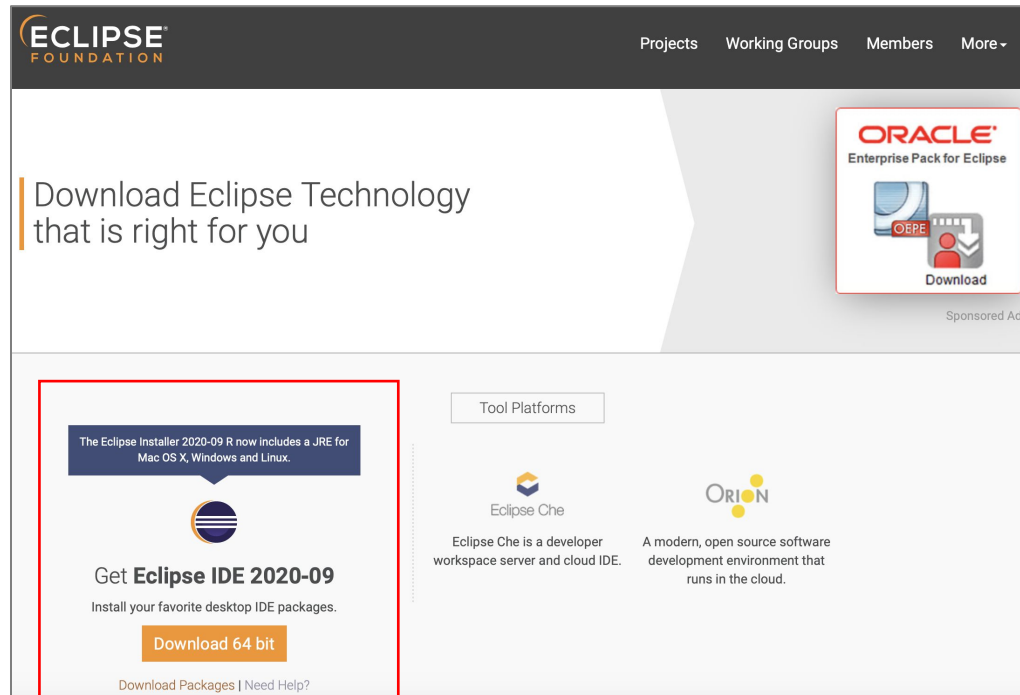 ECLIPSE
FOUNDATION
Projects
Working Groups
Members
More
ORACLE
Enterprise Pack for Eclipse
OEPE
Download
Sponsored Ad
Download Eclipse Technology
that is right for you
The Eclipse Installer 2020-09 R now includes a JRE for
Mac OS X, Windows and Linux.
Get Eclipse IDE 2020-09
Install your favorite desktop IDE packages.
Download 64 bit
Download Packages | Need Help?
Tool Platforms
Eclipse Che
Eclipse Che is a developer
workspace server and cloud IDE.
ORION
A modern, open source software
development environment that
runs in the cloud.